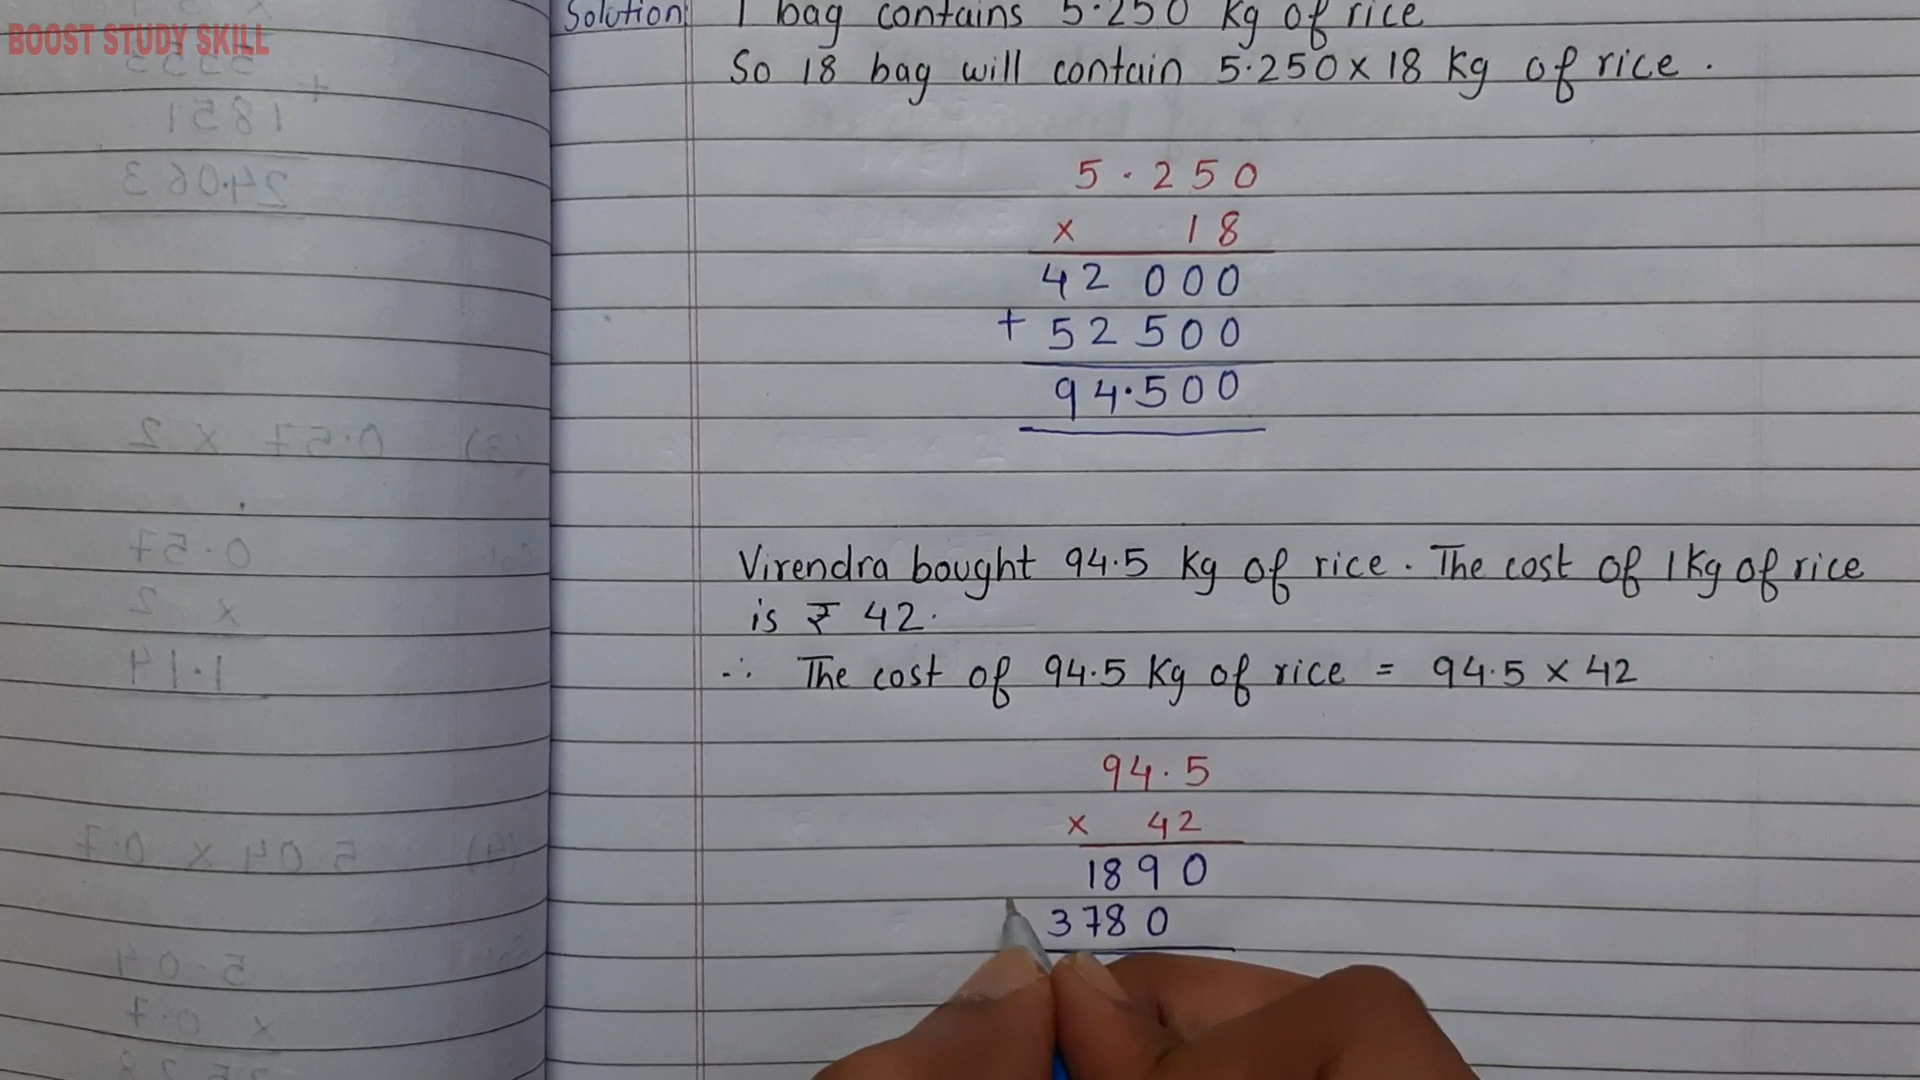 BOOST STUDY SKILL
Solution:
1 bag contains 5.250 kg of rice
So 18 bag will contain 5.250 x 18 kg of rice.
5.250
x 18
42 000
+ 52500
94.500
Virendra bought 94.5 kg of rice. The cost of 1kg of rice
is ₹ 42.
∴ The cost of 94.5 kg of rice = 94.5 x 42
94.5
x 42
1890
3780